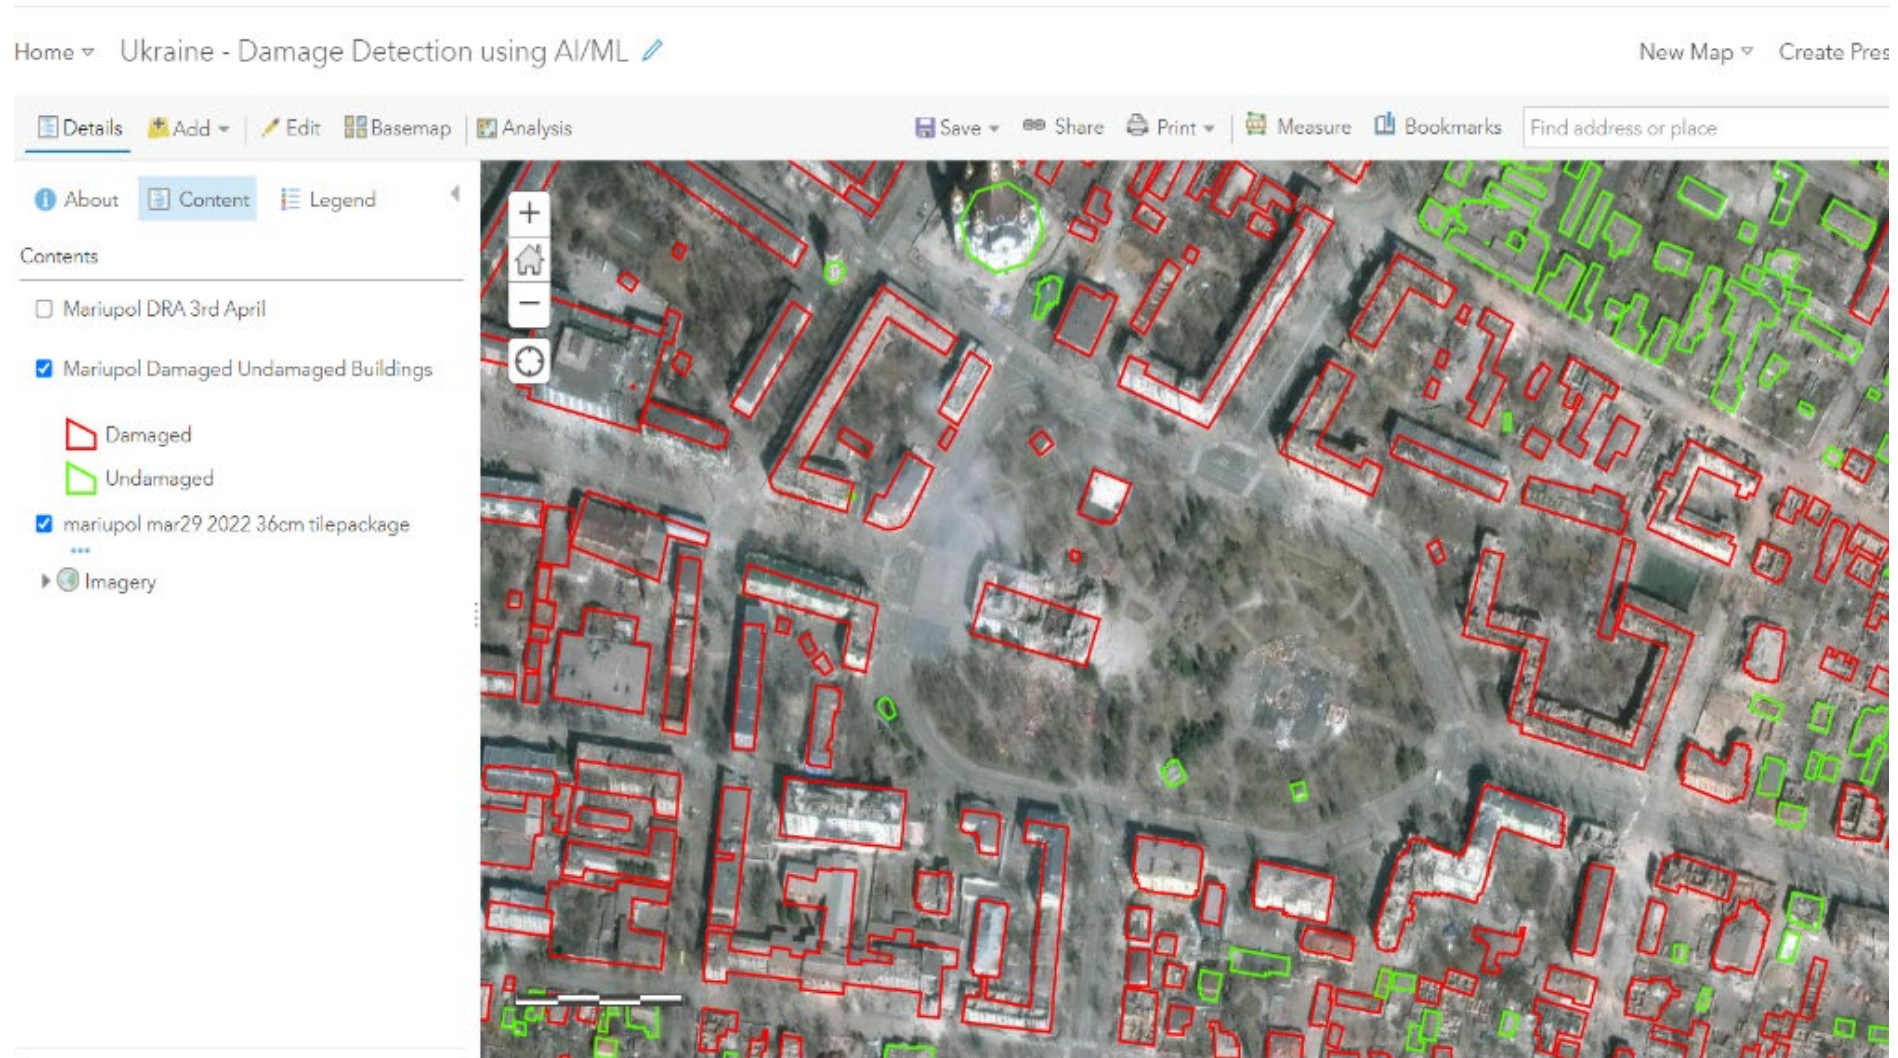 Home Ukraine - Damage Detection using AI/ML New Map Create Pres
Details Add Edit Basemap Analysis Save Share Print Measure Bookmarks Find address or place
About Content Legend
Contents
Mariupol DRA 3rd April
Mariupol Damaged Undamaged Buildings
Damaged
Undamaged
mariupol mar29 2022 36cm tilepackage
Imagery